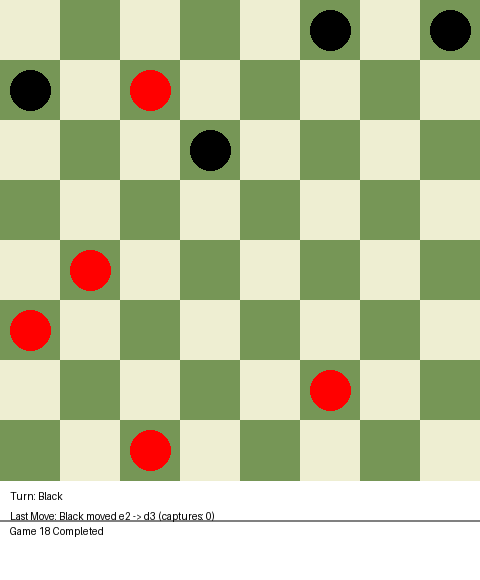 Turn: Black
Last Move: Black moved e2 -> d3 (captures: 0)
Game 18 Completed